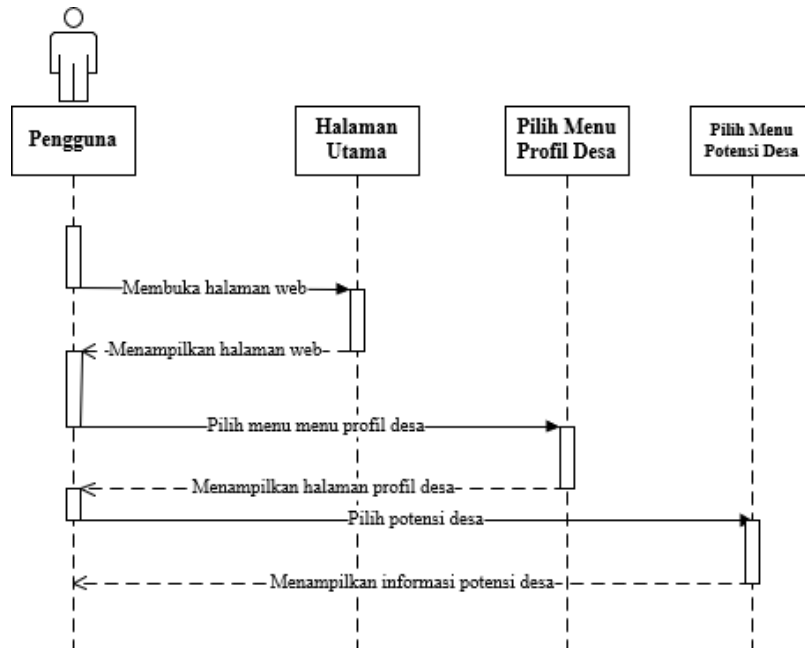 Pengguna
Halaman
Utama
Pilih Menu
Profil Desa
Pilih Menu
Potensi Desa
Membuka halaman web
Menampilkan halaman web
Pilih menu menu profil desa
Menampilkan halaman profil desa
Pilih potensi desa
Menampilkan informasi potensi desa